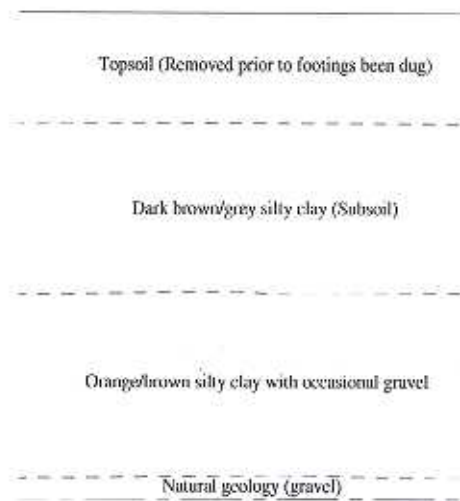 Topsoil (Removed prior to footings been dug)
Dark brown/grey silty clay (Subsoil)
Orange/brown silty clay with occasional gravel
Natural geology (gravel)